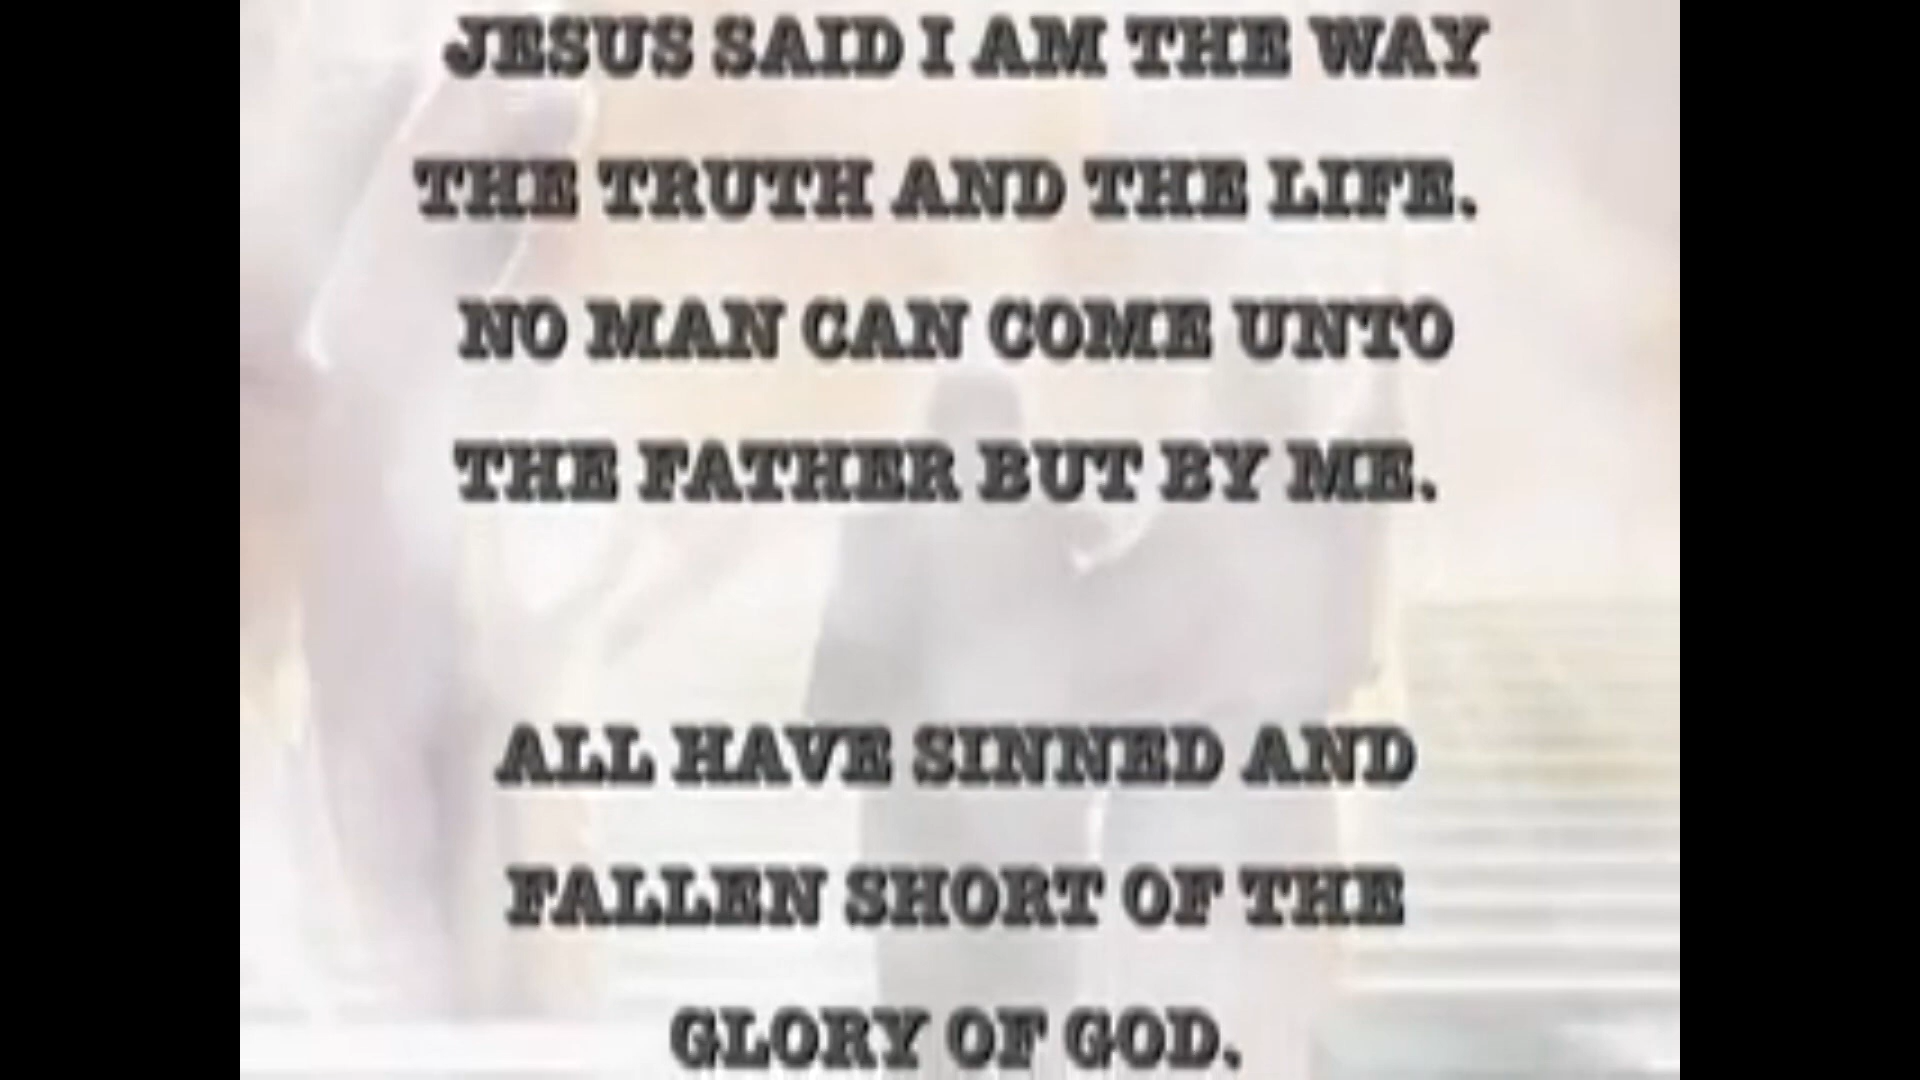 JESUS SAID I AM THE WAY
THE TRUTH AND THE LIFE.
NO MAN CAN COME UNTO
THE FATHER BUT BY ME.
ALL HAVE SINNED AND
FALLEN SHORT OF THE
GLORY OF GOD.